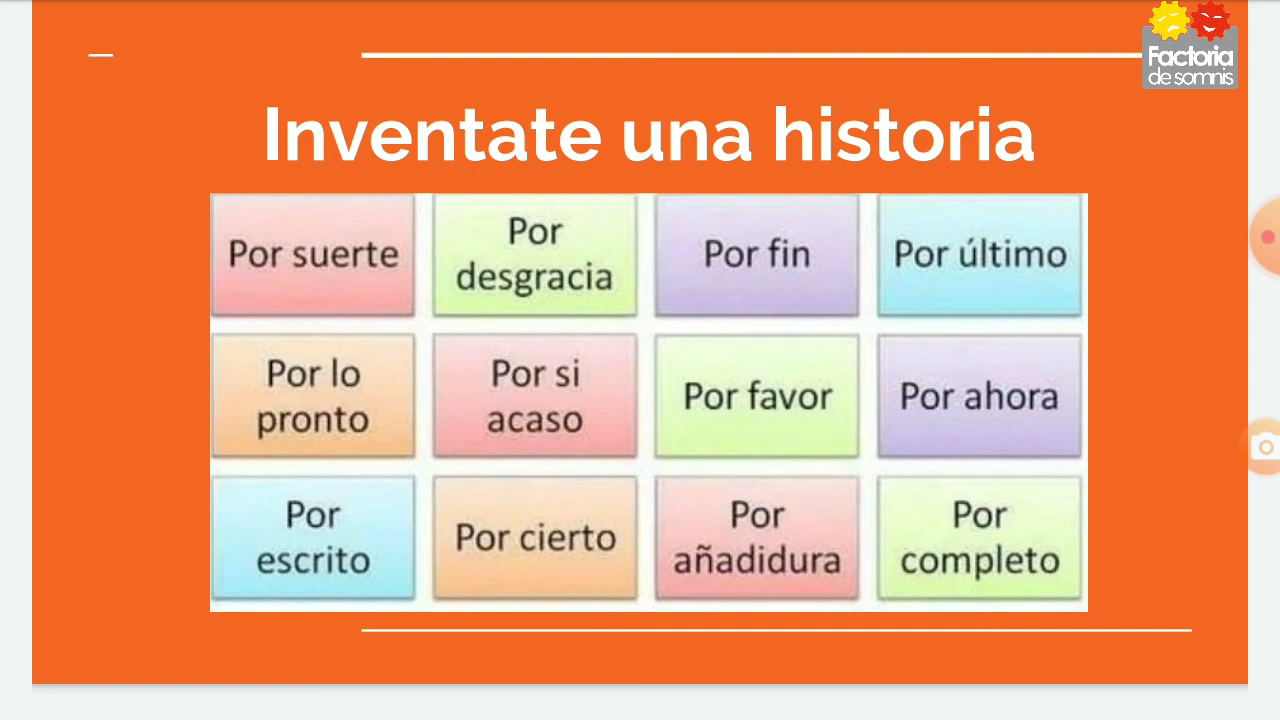 Factoria
de somnis
Inventate una historia
Por suerte
Por
desgracia
Por fin
Por último
Por lo
pronto
Por si
acaso
Por favor
Por ahora
Por
escrito
Por cierto
Por
añadidura
Por
completo